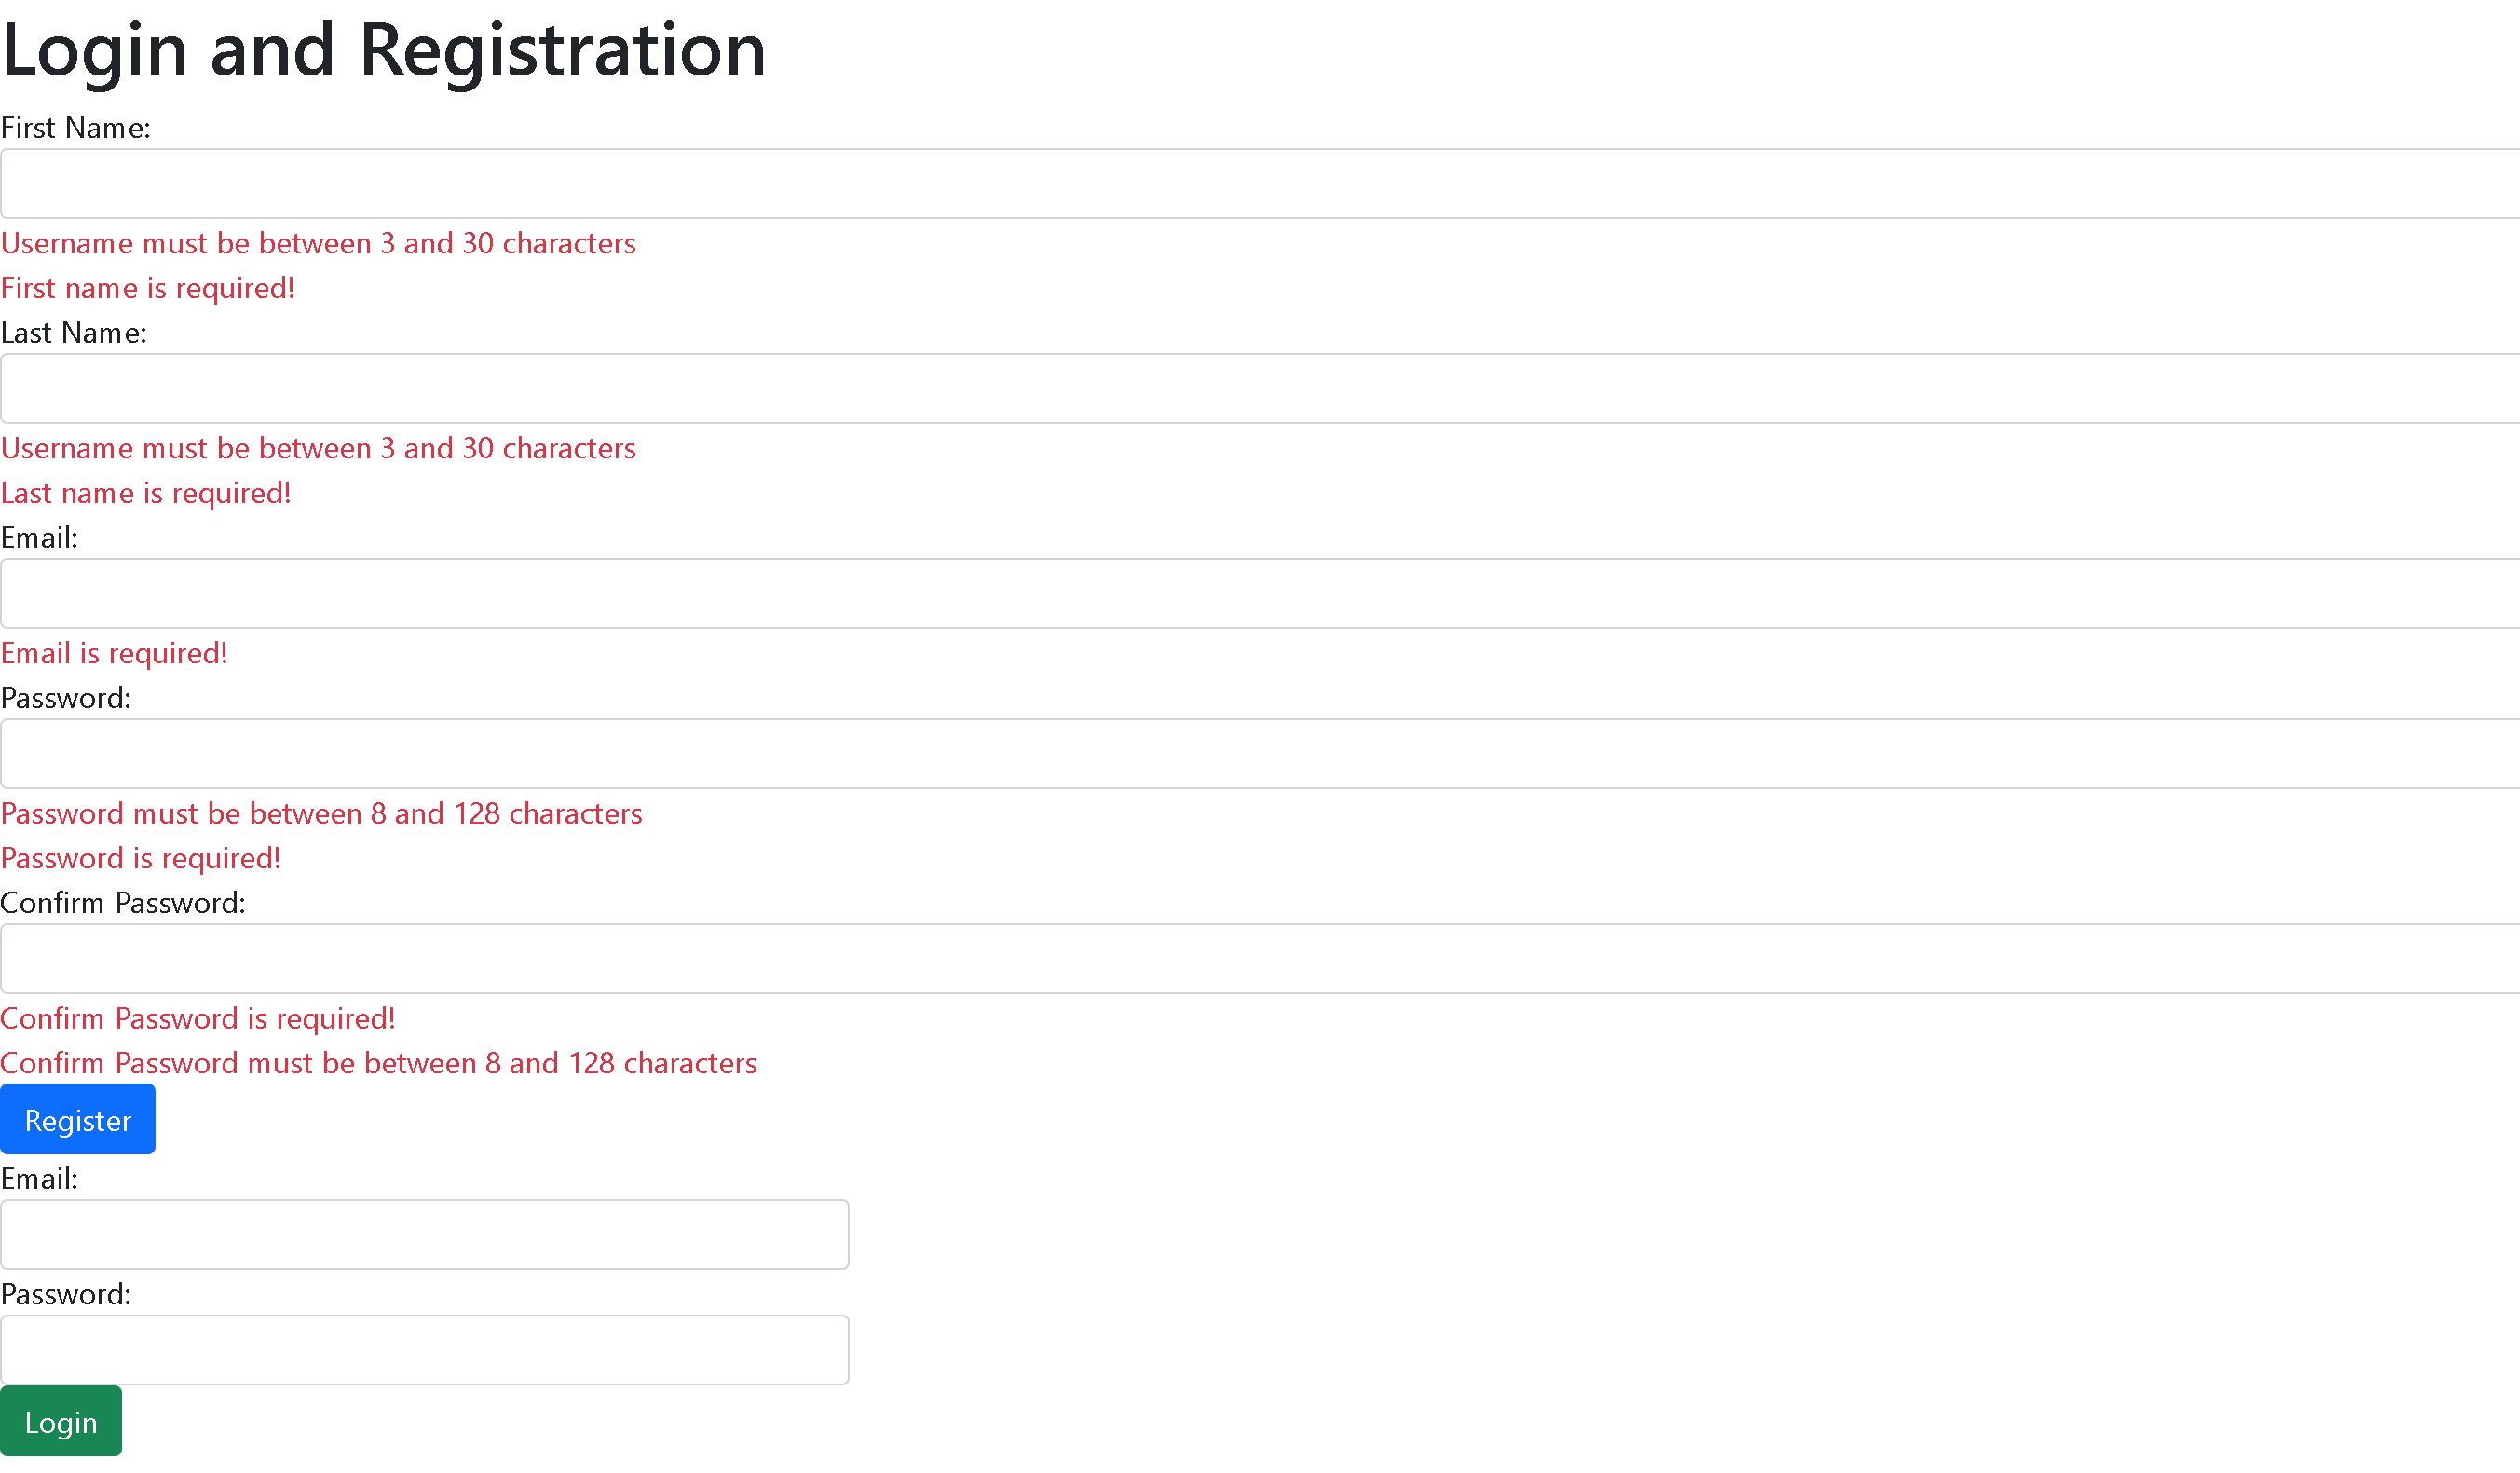 Login and Registration
First Name:
Username must be between 3 and 30 characters
First name is required!
Last Name:
Username must be between 3 and 30 characters
Last name is required!
Email:
Email is required!
Password:
Password must be between 8 and 128 characters
Password is required!
Confirm Password:
Confirm Password is required!
Confirm Password must be between 8 and 128 characters
Register
Email:
Password:
Login